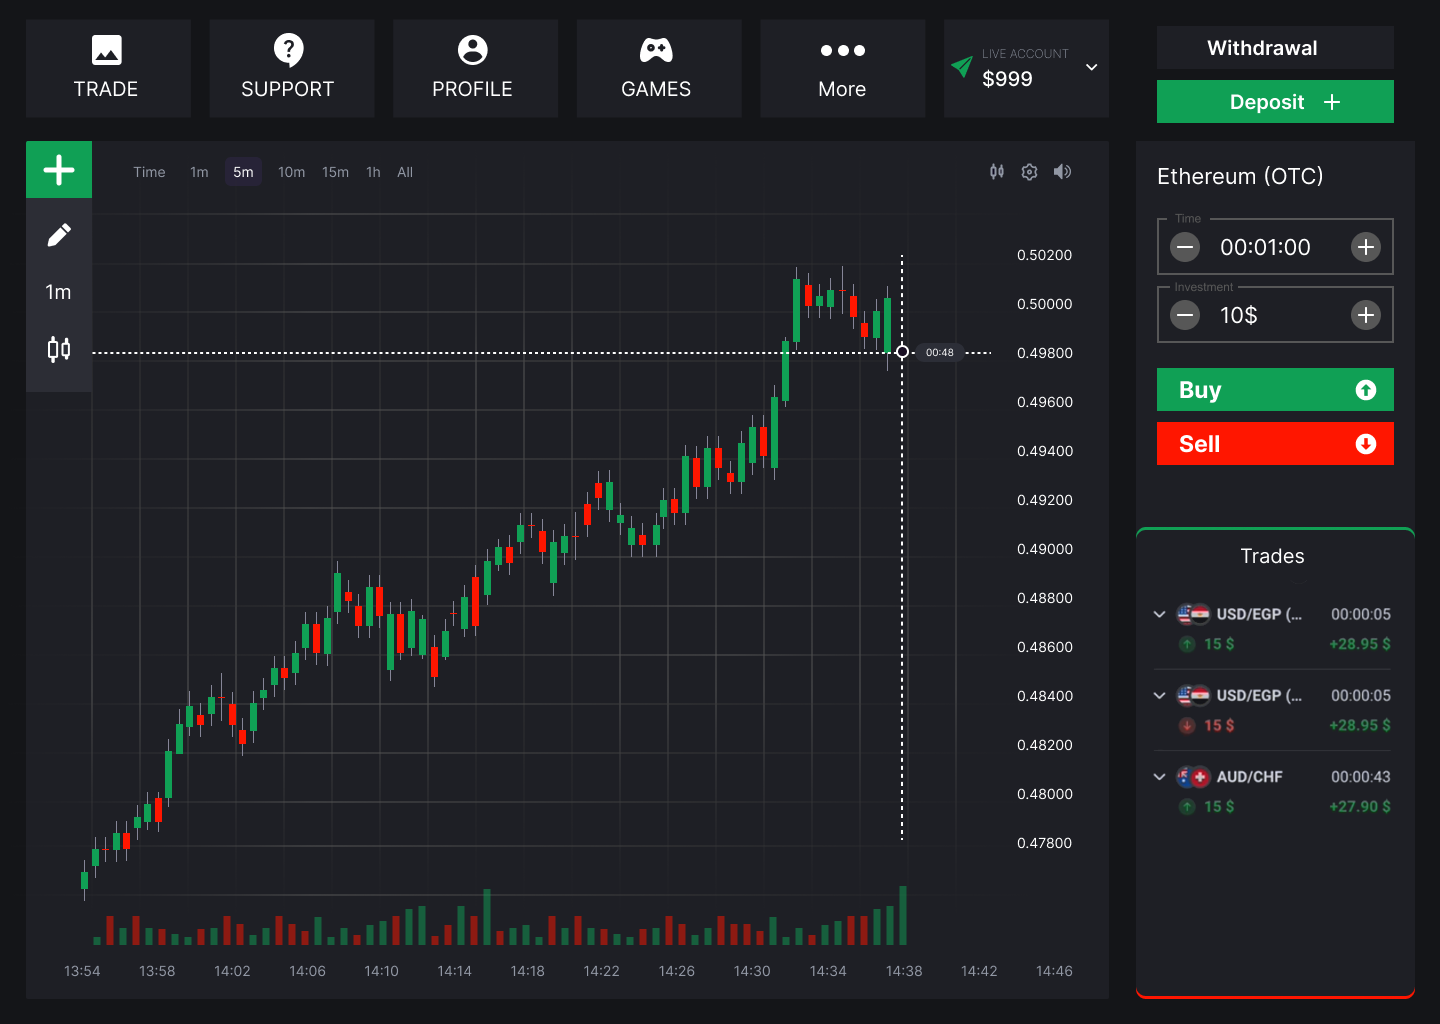 TRADE
SUPPORT
PROFILE
GAMES
More
LIVE ACCOUNT
$999
Withdrawal
Deposit
Time 1m 5m 10m 15m 1h All
1m
0.50200
0.50000
0.49800
0.49600
0.49400
0.49200
0.49000
0.48800
0.48600
0.48400
0.48200
0.48000
0.47800
00:48
13:54 13:58 14:02 14:06 14:10 14:14 14:18 14:22 14:26 14:30 14:34 14:38 14:42 14:46
Ethereum (OTC)
Time
00:01:00
Investment
10$
Buy
Sell
Trades
USD/EGP (... 00:00:05
15 $ +28.95 $
USD/EGP (... 00:00:05
15 $ +28.95 $
AUD/CHF 00:00:43
15 $ +27.90 $